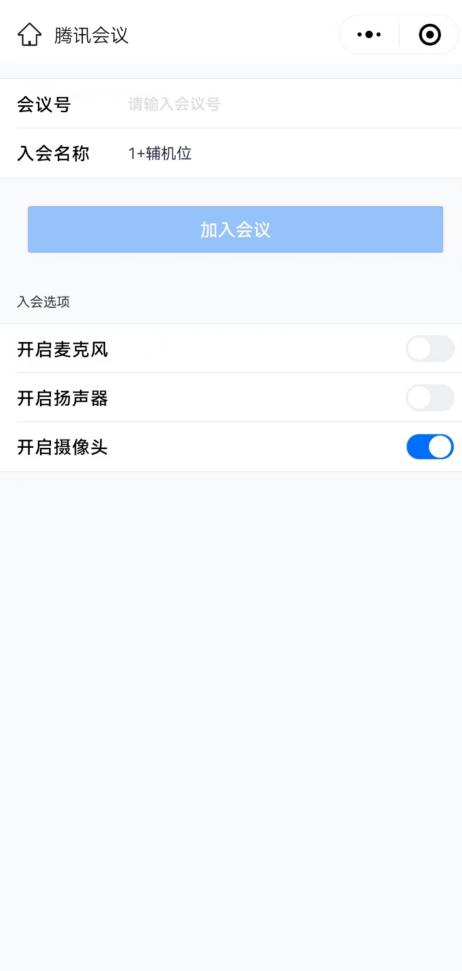 腾讯会议
会议号 请输入会议号
入会名称 1+辅机位
加入会议
入会选项
开启麦克风
开启扬声器
开启摄像头